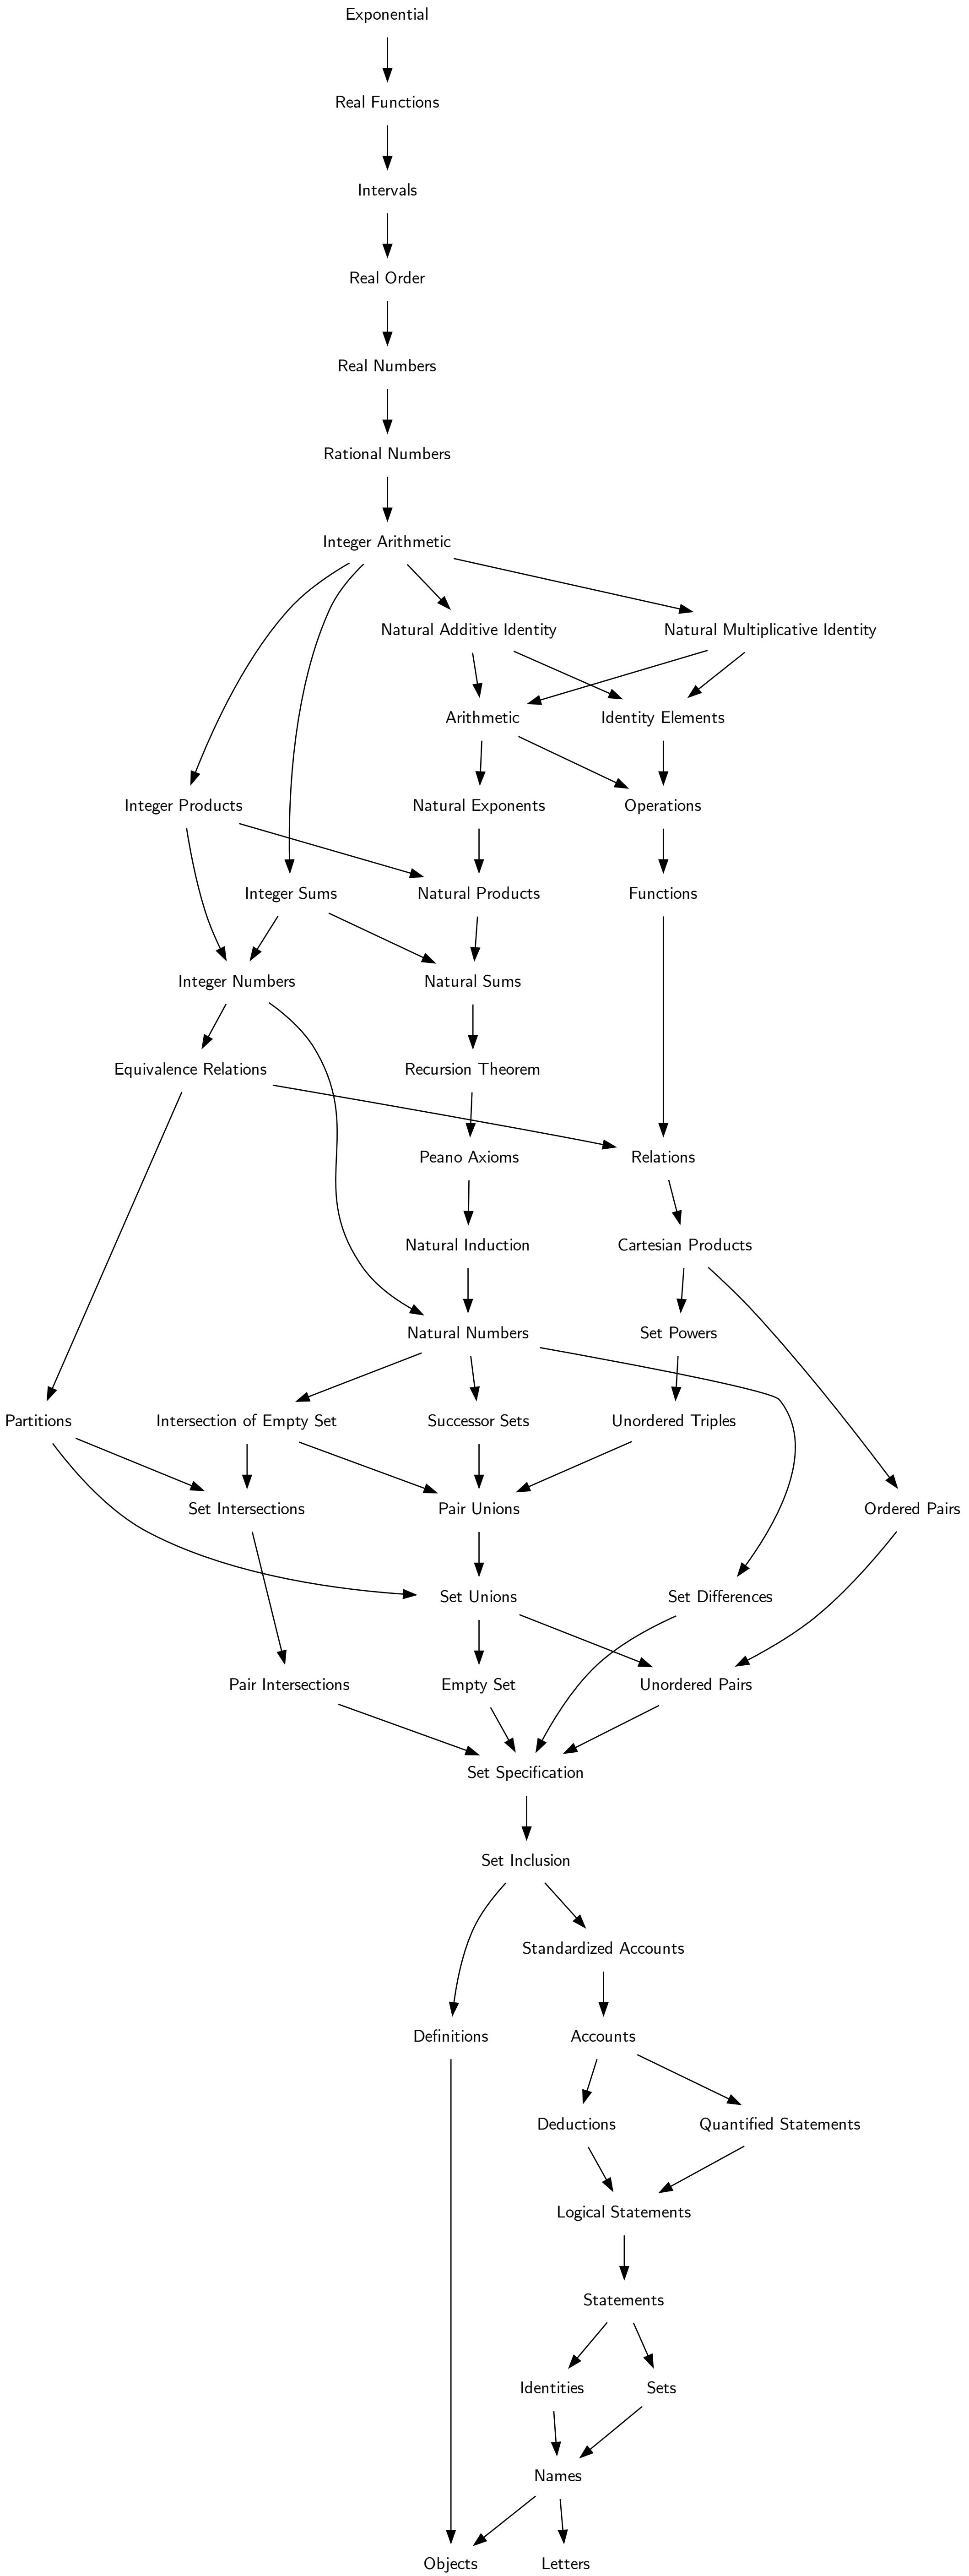 Exponential
Real Functions
Intervals
Real Order
Real Numbers
Rational Numbers
Integer Arithmetic
Natural Additive Identity
Natural Multiplicative Identity
Arithmetic
Identity Elements
Integer Products
Natural Exponents
Operations
Integer Sums
Natural Products
Functions
Integer Numbers
Natural Sums
Equivalence Relations
Recursion Theorem
Peano Axioms
Relations
Natural Induction
Cartesian Products
Natural Numbers
Set Powers
Partitions
Intersection of Empty Set
Successor Sets
Unordered Triples
Set Intersections
Pair Unions
Ordered Pairs
Set Unions
Set Differences
Pair Intersections
Empty Set
Unordered Pairs
Set Specification
Set Inclusion
Standardized Accounts
Definitions
Accounts
Deductions
Quantified Statements
Logical Statements
Statements
Identities
Sets
Names
Objects
Letters